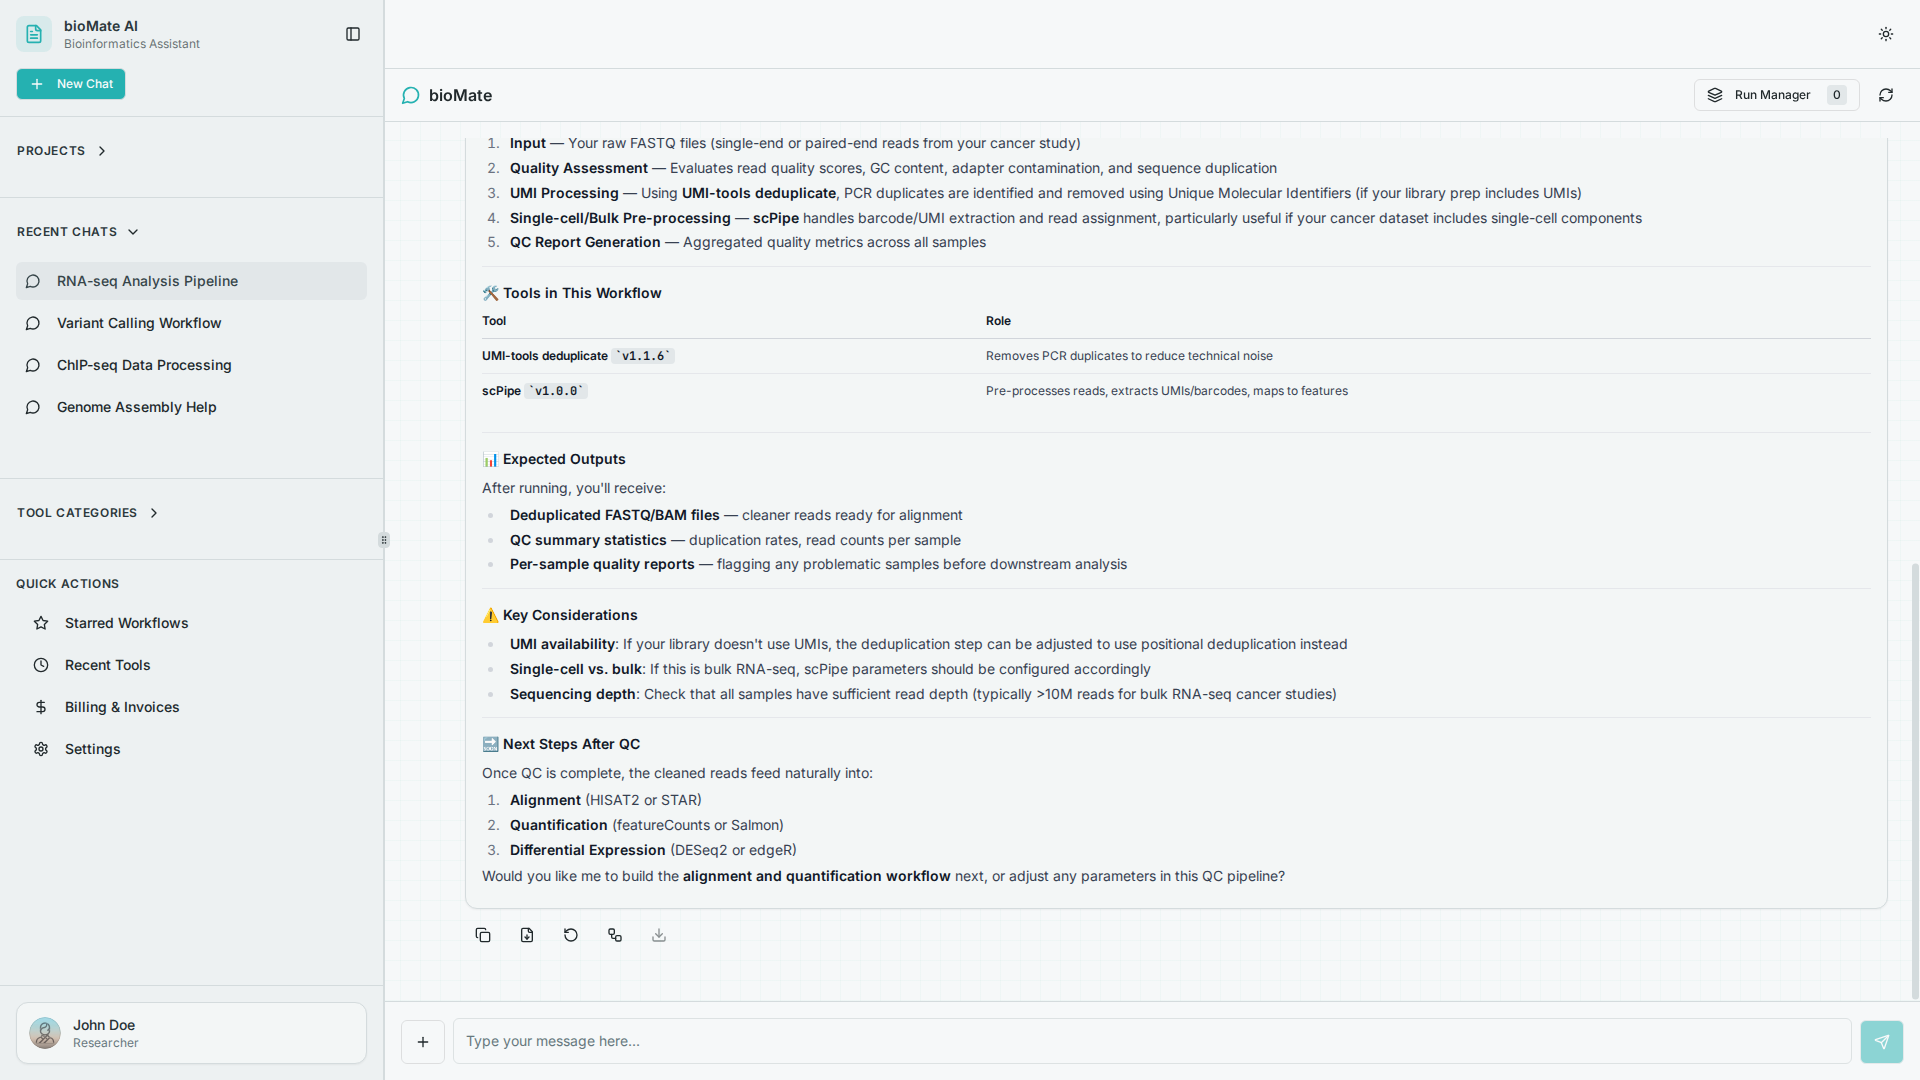 bioMate AI
Bioinformatics Assistant
New Chat
PROJECTS
RECENT CHATS
RNA-seq Analysis Pipeline
Variant Calling Workflow
ChIP-seq Data Processing
Genome Assembly Help
TOOL CATEGORIES
QUICK ACTIONS
Starred Workflows
Recent Tools
Billing & Invoices
Settings
John Doe
Researcher
bioMate
Run Manager 0
1. Input — Your raw FASTQ files (single-end or paired-end reads from your cancer study)
2. Quality Assessment — Evaluates read quality scores, GC content, adapter contamination, and sequence duplication
3. UMI Processing — Using UMI-tools deduplicate, PCR duplicates are identified and removed using Unique Molecular Identifiers (if your library prep includes UMIs)
4. Single-cell/Bulk Pre-processing — scPipe handles barcode/UMI extraction and read assignment, particularly useful if your cancer dataset includes single-cell components
5. QC Report Generation — Aggregated quality metrics across all samples
🛠️ Tools in This Workflow
Tool Role
UMI-tools deduplicate `v1.1.6` Removes PCR duplicates to reduce technical noise
scPipe `v1.0.0` Pre-processes reads, extracts UMIs/barcodes, maps to features
📊 Expected Outputs
After running, you'll receive:
• Deduplicated FASTQ/BAM files — cleaner reads ready for alignment
• QC summary statistics — duplication rates, read counts per sample
• Per-sample quality reports — flagging any problematic samples before downstream analysis
⚠️ Key Considerations
• UMI availability: If your library doesn't use UMIs, the deduplication step can be adjusted to use positional deduplication instead
• Single-cell vs. bulk: If this is bulk RNA-seq, scPipe parameters should be configured accordingly
• Sequencing depth: Check that all samples have sufficient read depth (typically >10M reads for bulk RNA-seq cancer studies)
🔜 Next Steps After QC
Once QC is complete, the cleaned reads feed naturally into:
1. Alignment (HISAT2 or STAR)
2. Quantification (featureCounts or Salmon)
3. Differential Expression (DESeq2 or edgeR)
Would you like me to build the alignment and quantification workflow next, or adjust any parameters in this QC pipeline?
Type your message here...